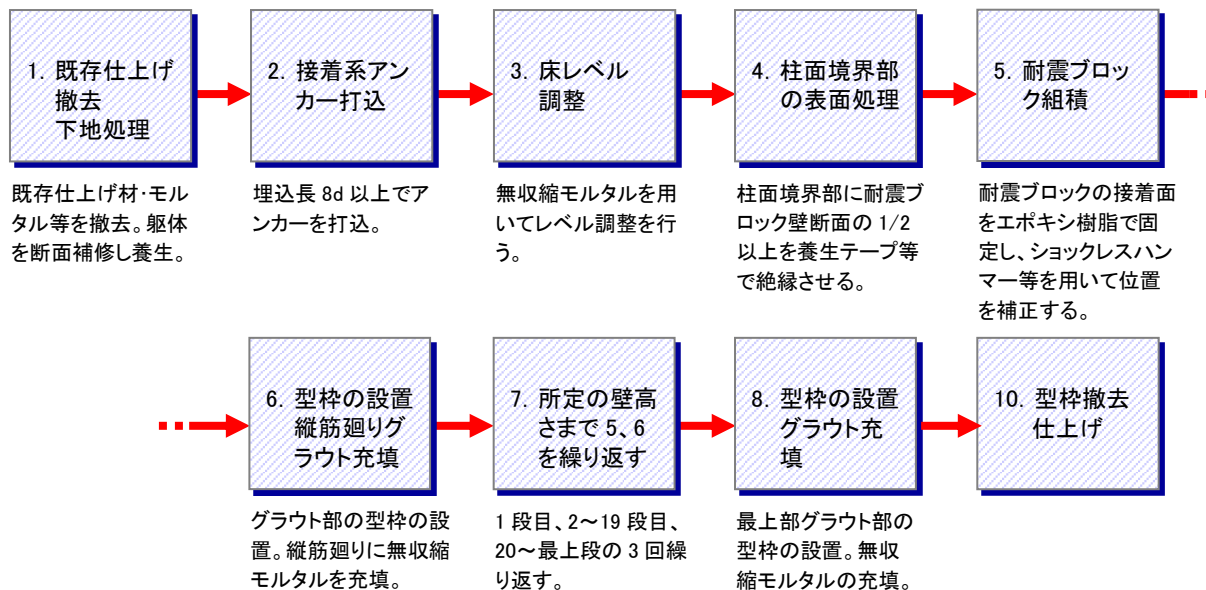 1. 既存仕上げ
撤去
下地処理
既存仕上げ材・モル
タル等を撤去。躯体
を断面補修し養生。
2. 接着系アン
カー打込
埋込長 8d 以上でア
ンカーを打込。
3. 床レベル
調整
無収縮モルタルを用
いてレベル調整を行
う。
4. 柱面境界部
の表面処理
柱面境界部に耐震ブ
ロック壁断面の 1/2
以上を養生テープ等
で絶縁させる。
5. 耐震ブロッ
ク組積
耐震ブロックの接着面
をエポキシ樹脂で固
定し、ショックレスハン
マー等を用いて位置
を補正する。
6. 型枠の設置
縦筋廻りグ
ラウト充填
グラウト部の型枠の設
置。縦筋廻りに無収縮
モルタルを充填。
7. 所定の壁高
さまで 5、6
を繰り返す
1 段目、2～19 段目、
20～最上段の 3 回繰
り返す。
8. 型枠の設置
グラウト充
填
最上部グラウト部の
型枠の設置。無収
縮モルタルの充填。
10. 型枠撤去
仕上げ